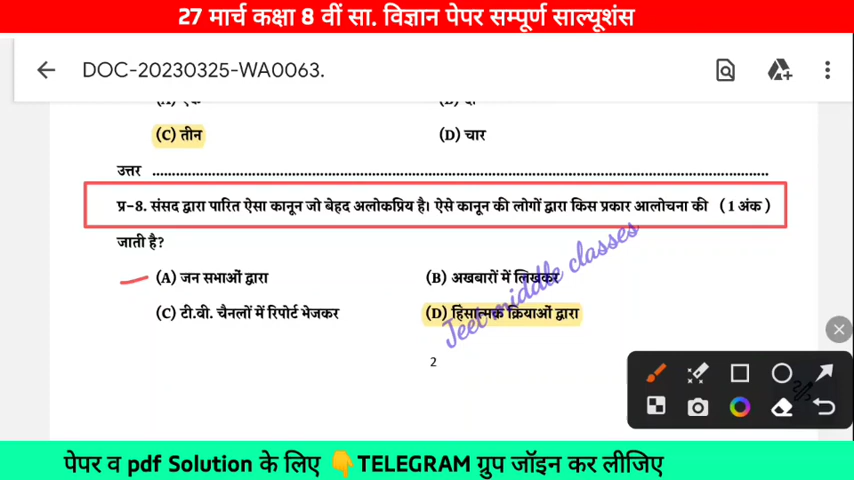 27 मार्च कक्षा 8 वीं सा. विज्ञान पेपर सम्पूर्ण साल्यूशंस
DOC-20230325-WA0063.
(C) तीन (D) चार
उत्तर ........................................................................
प्र-8. संसद द्वारा पारित ऐसा कानून जो बेहद अलोकप्रिय है। ऐसे कानून की लोगों द्वारा किस प्रकार आलोचना की ( 1 अंक )
जाती है?
(A) जन सभाओं द्वारा (B) अखबारों में लिखकर
(C) टी.वी. चैनलों में रिपोर्ट भेजकर (D) हिंसात्मक क्रियाओं द्वारा
Jeet middle classes
2
पेपर व pdf Solution के लिए 👇TELEGRAM ग्रुप जॉइन कर लीजिए